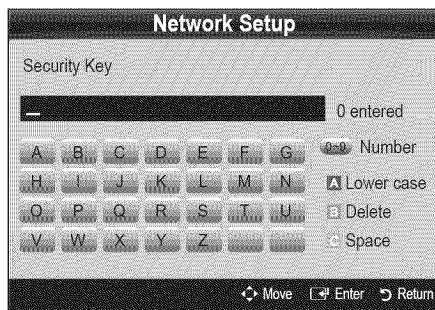 Network Setup
Security Key
0 entered
A B C D E F G
0~9 Number
H I J K L M N
A Lower case
O P Q R S T U
B Delete
V W X Y Z
C Space
Move Enter Return